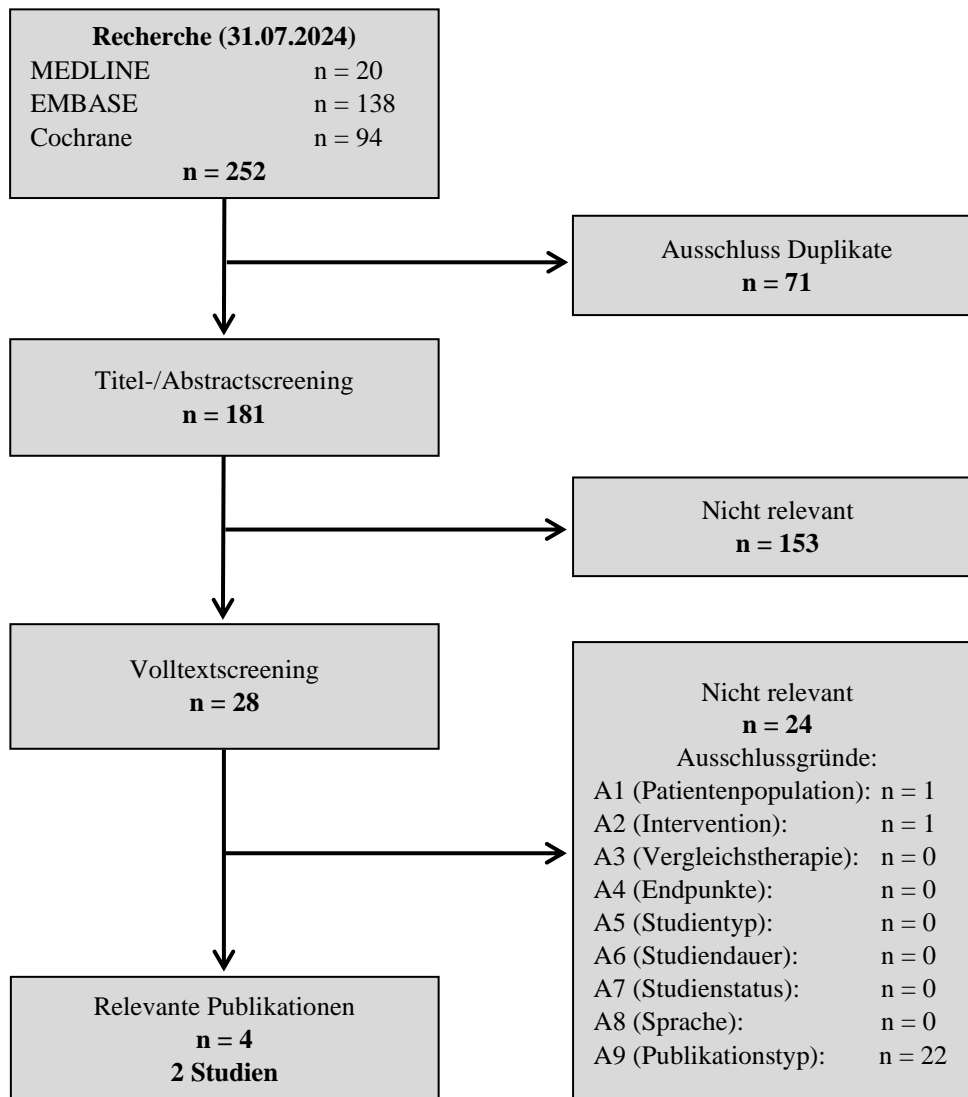 Recherche (31.07.2024)
MEDLINE n = 20
EMBASE n = 138
Cochrane n = 94
n = 252
Ausschluss Duplikate
n = 71
Titel-/Abstractscreening
n = 181
Nicht relevant
n = 153
Volltextscreening
n = 28
Nicht relevant
n = 24
Ausschlussgründe:
A1 (Patientenpopulation): n = 1
A2 (Intervention): n = 1
A3 (Vergleichstherapie): n = 0
A4 (Endpunkte): n = 0
A5 (Studientyp): n = 0
A6 (Studiendauer): n = 0
A7 (Studienstatus): n = 0
A8 (Sprache): n = 0
A9 (Publikationstyp): n = 22
Relevante Publikationen
n = 4
2 Studien